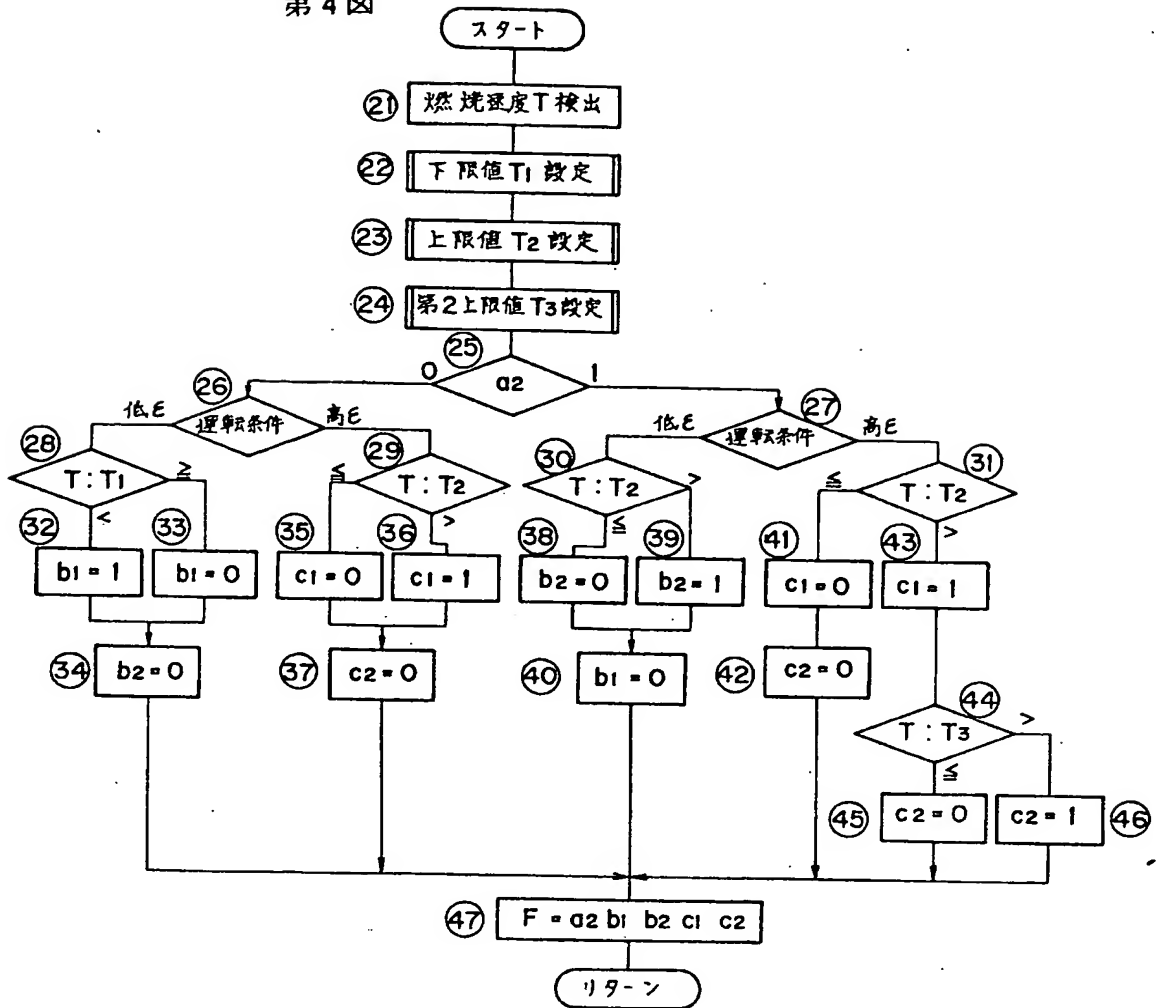 第4図
スタート
21 燃焼速度T検出
22 下限値T1設定
23 上限値T2設定
24 第2上限値T3設定
25
0 a2 1
26 27
低ε 運転条件 高ε 低ε 運転条件 高ε
28 29 30 31
T:T1 ≧ ≦ T:T2 T:T2 > ≦ T:T2
< > ≦ >
32 33 35 36 38 39 41 43
b1=1 b1=0 c1=0 c1=1 b2=0 b2=1 c1=0 c1=1
34 b2=0 37 c2=0 40 b1=0 42 c2=0
44
T:T3 >
≦
45 c2=0 c2=1 46
47 F=a2 b1 b2 c1 c2
リターン